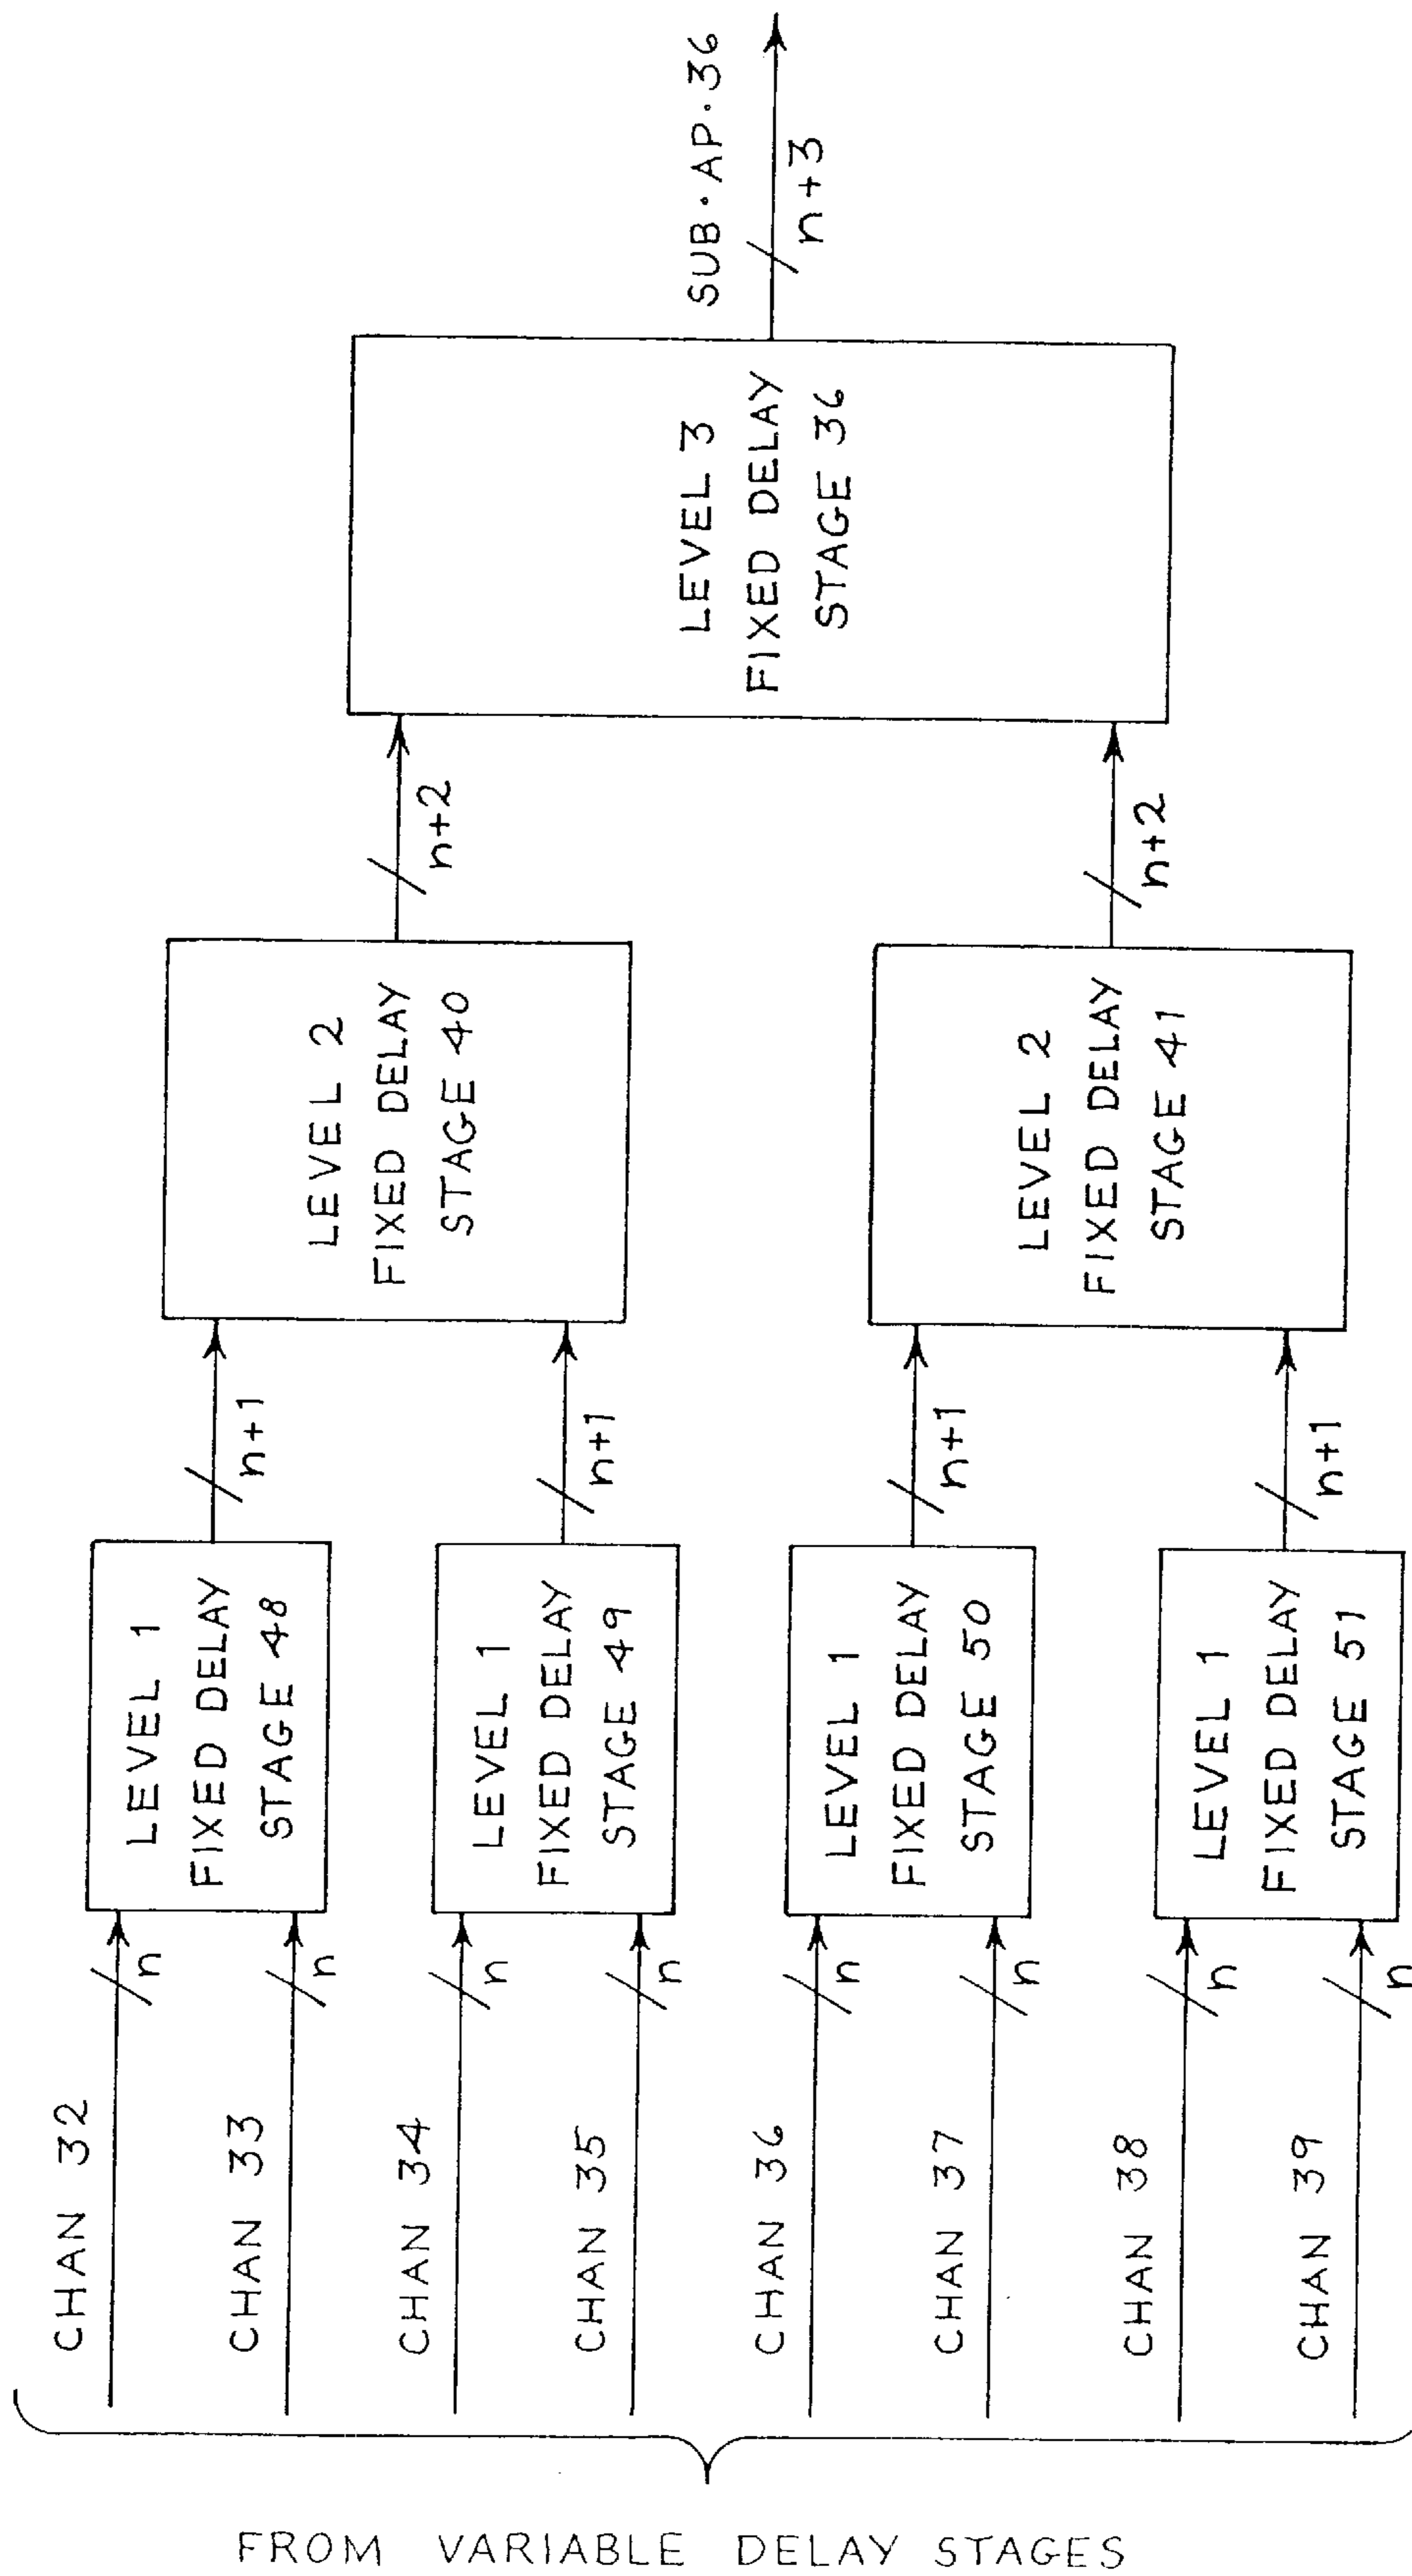 FROM VARIABLE DELAY STAGES
CHAN 32
n
CHAN 33
n
CHAN 34
n
CHAN 35
n
CHAN 36
n
CHAN 37
n
CHAN 38
n
CHAN 39
n
LEVEL 1
FIXED DELAY
STAGE 48
n+1
LEVEL 1
FIXED DELAY
STAGE 49
n+1
LEVEL 1
FIXED DELAY
STAGE 50
n+1
LEVEL 1
FIXED DELAY
STAGE 51
n+1
LEVEL 2
FIXED DELAY
STAGE 40
n+2
LEVEL 2
FIXED DELAY
STAGE 41
n+2
LEVEL 3
FIXED DELAY
STAGE 36
SUB·AP·36
n+3